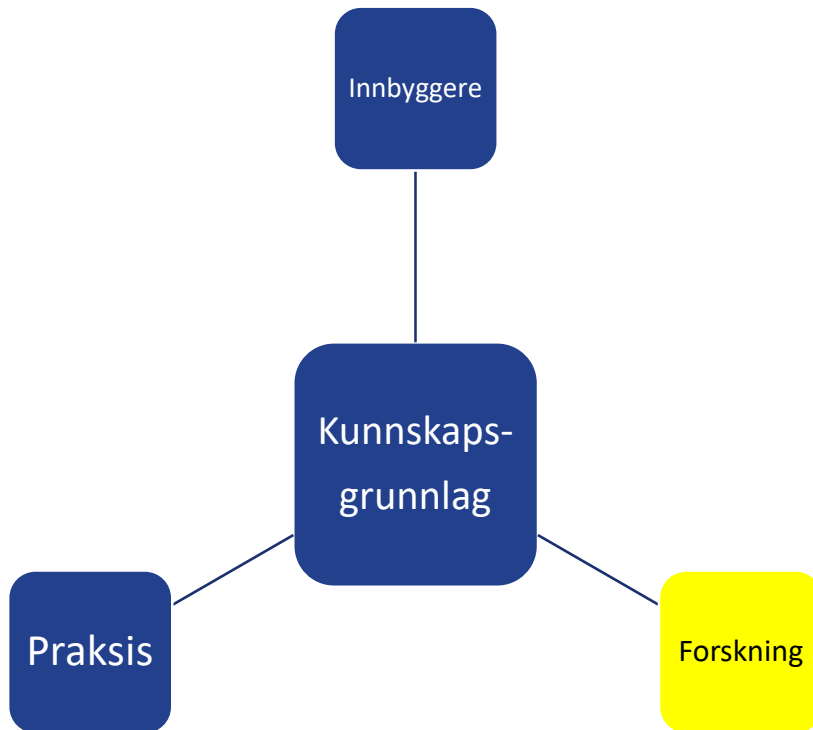 Innbyggere
Kunnskaps-
grunnlag
Praksis
Forskning